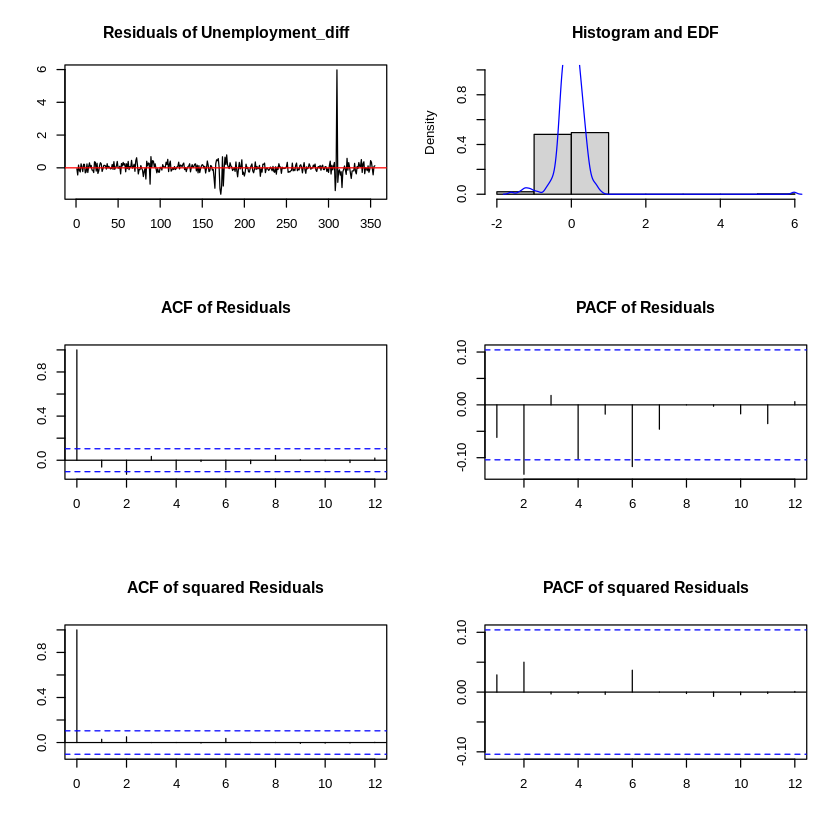 Residuals of Unemployment_diff
6
4
2
0
0 50 100 150 200 250 300 350
Histogram and EDF
Density
0.8
0.4
0.0
-2 0 2 4 6
ACF of Residuals
0.8
0.4
0.0
0 2 4 6 8 10 12
PACF of Residuals
0.10
0.00
-0.10
2 4 6 8 10 12
ACF of squared Residuals
0.8
0.4
0.0
0 2 4 6 8 10 12
PACF of squared Residuals
0.10
0.00
-0.10
2 4 6 8 10 12